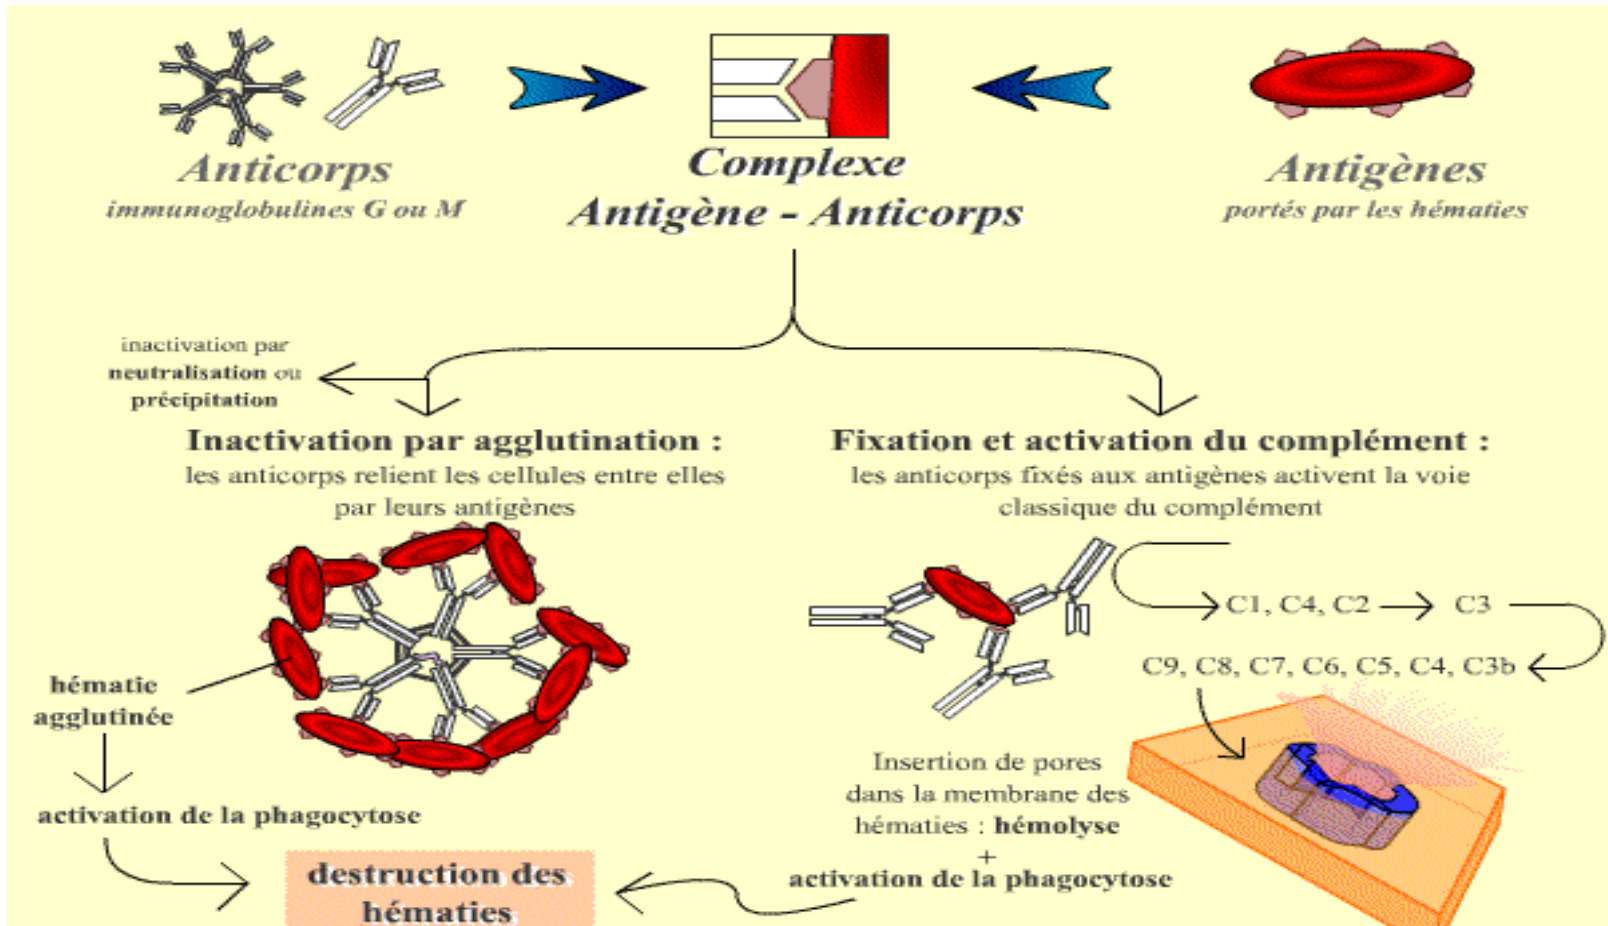 Anticorps
immunoglobulines G ou M
Complexe
Antigène - Anticorps
Antigènes
portés par les hématies
inactivation par
neutralisation ou
précipitation
Inactivation par agglutination :
les anticorps relient les cellules entre elles
par leurs antigènes
Fixation et activation du complément :
les anticorps fixés aux antigènes activent la voie
classique du complément
C1, C4, C2
C3
C9, C8, C7, C6, C5, C4, C3b
hématie
agglutinée
activation de la phagocytose
Insertion de pores
dans la membrane des
hématies : hémolyse
+
activation de la phagocytose
destruction des
hématies